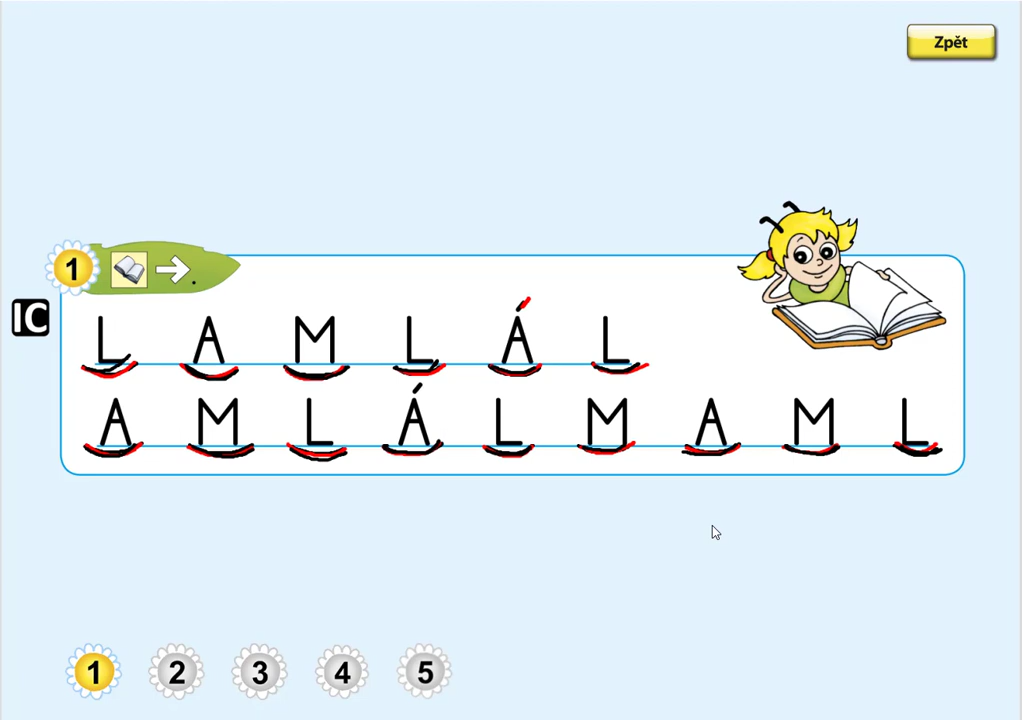 Zpět
1
IC
L A M L Á L
A M L Á L M A M L
1 2 3 4 5